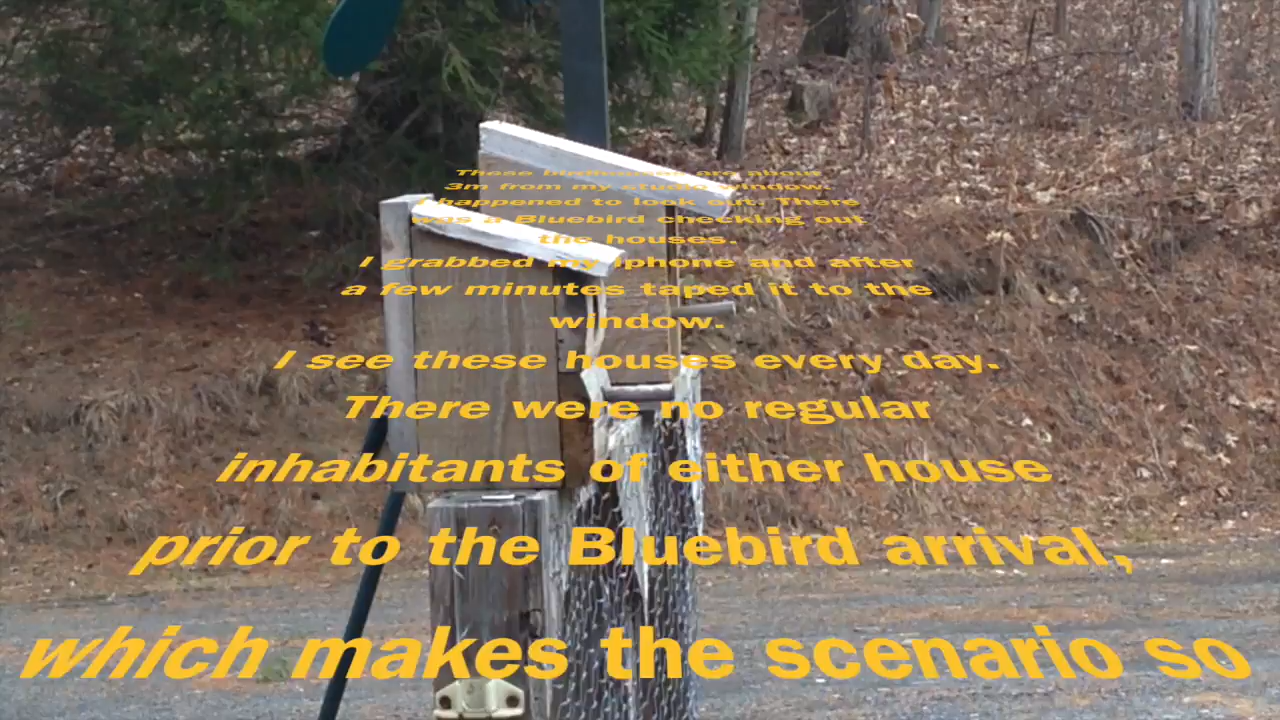 These birdhouses are about
3m from my studio window.
I happened to look out. There
was a Bluebird checking out
the houses.
I grabbed my iphone and after
a few minutes taped it to the
window.
I see these houses every day.
There were no regular
inhabitants of either house
prior to the Bluebird arrival,
which makes the scenario so